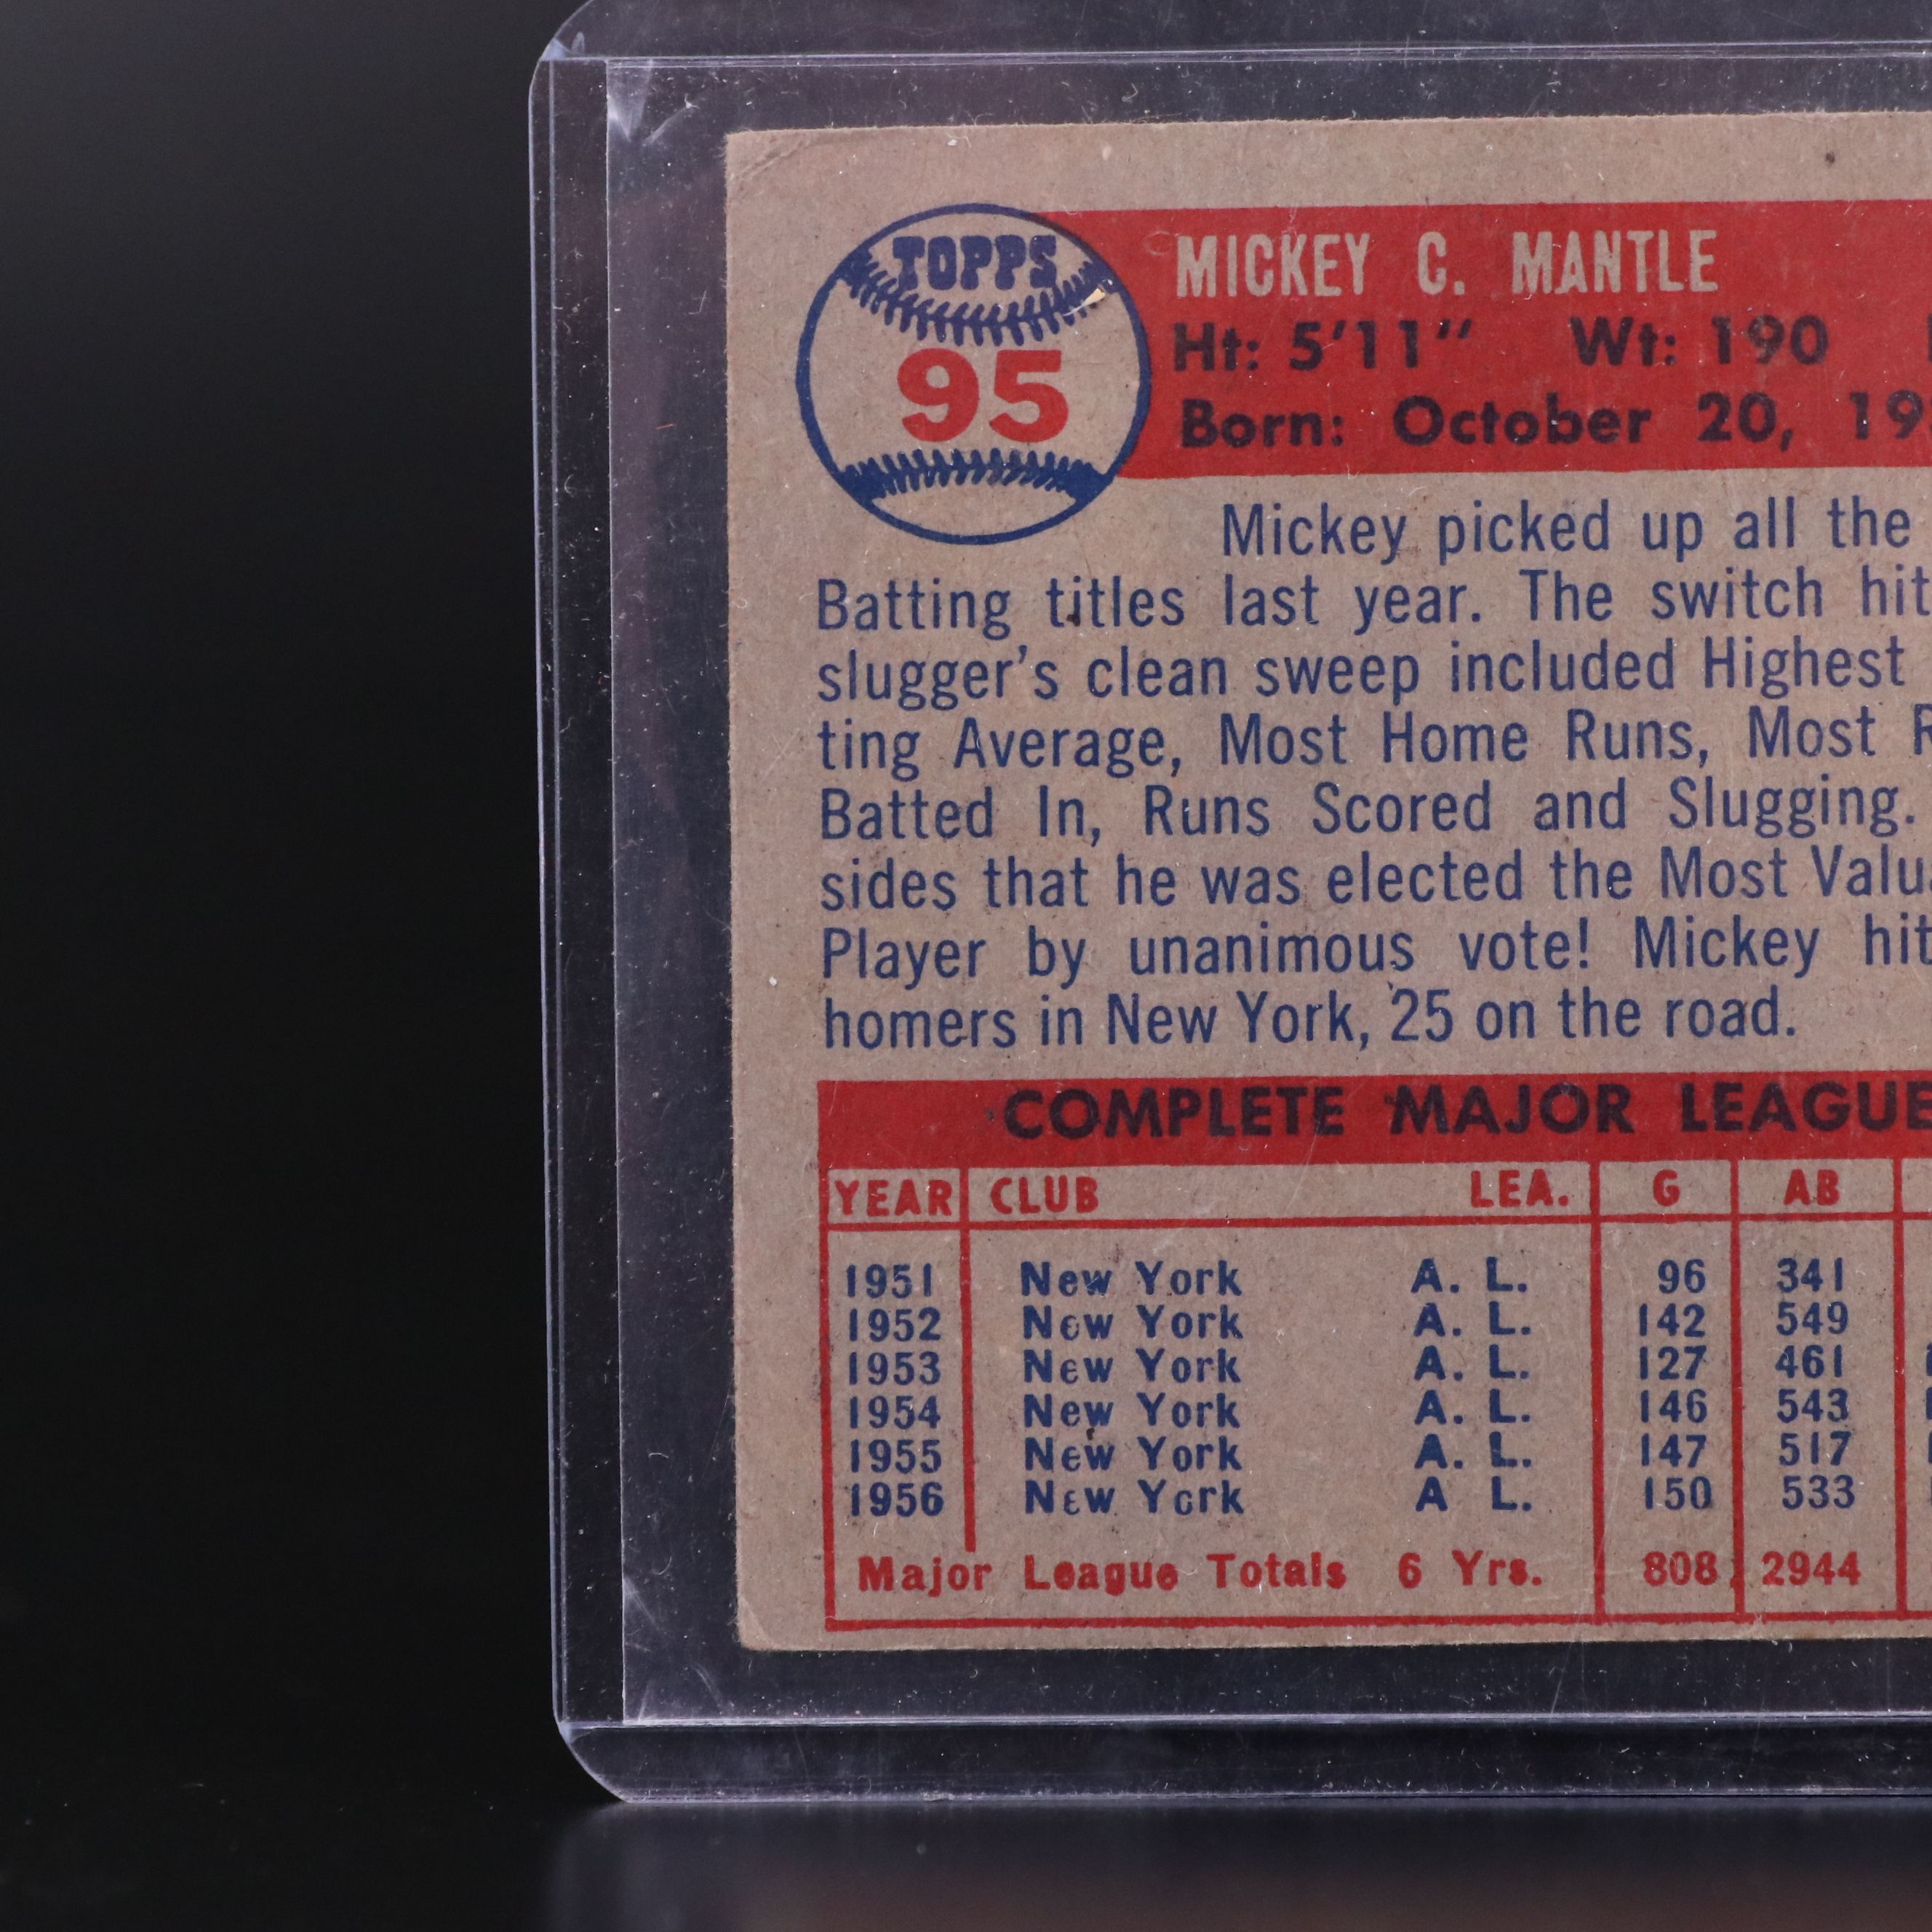 TOPPS
95
MICKEY C. MANTLE
Ht: 5'11" Wt: 190
Born: October 20, 19
Mickey picked up all the
Batting titles last year. The switch hit
slugger's clean sweep included Highest
ting Average, Most Home Runs, Most R
Batted In, Runs Scored and Slugging.
sides that he was elected the Most Valu
Player by unanimous vote! Mickey hit
homers in New York, 25 on the road.
COMPLETE MAJOR LEAGUE
YEAR CLUB LEA. G AB
1951 New York A. L. 96 341
1952 New York A. L. 142 549
1953 New York A. L. 127 461
1954 New York A. L. 146 543
1955 New York A. L. 147 517
1956 New York A L. 150 533
Major League Totals 6 Yrs. 808 2944